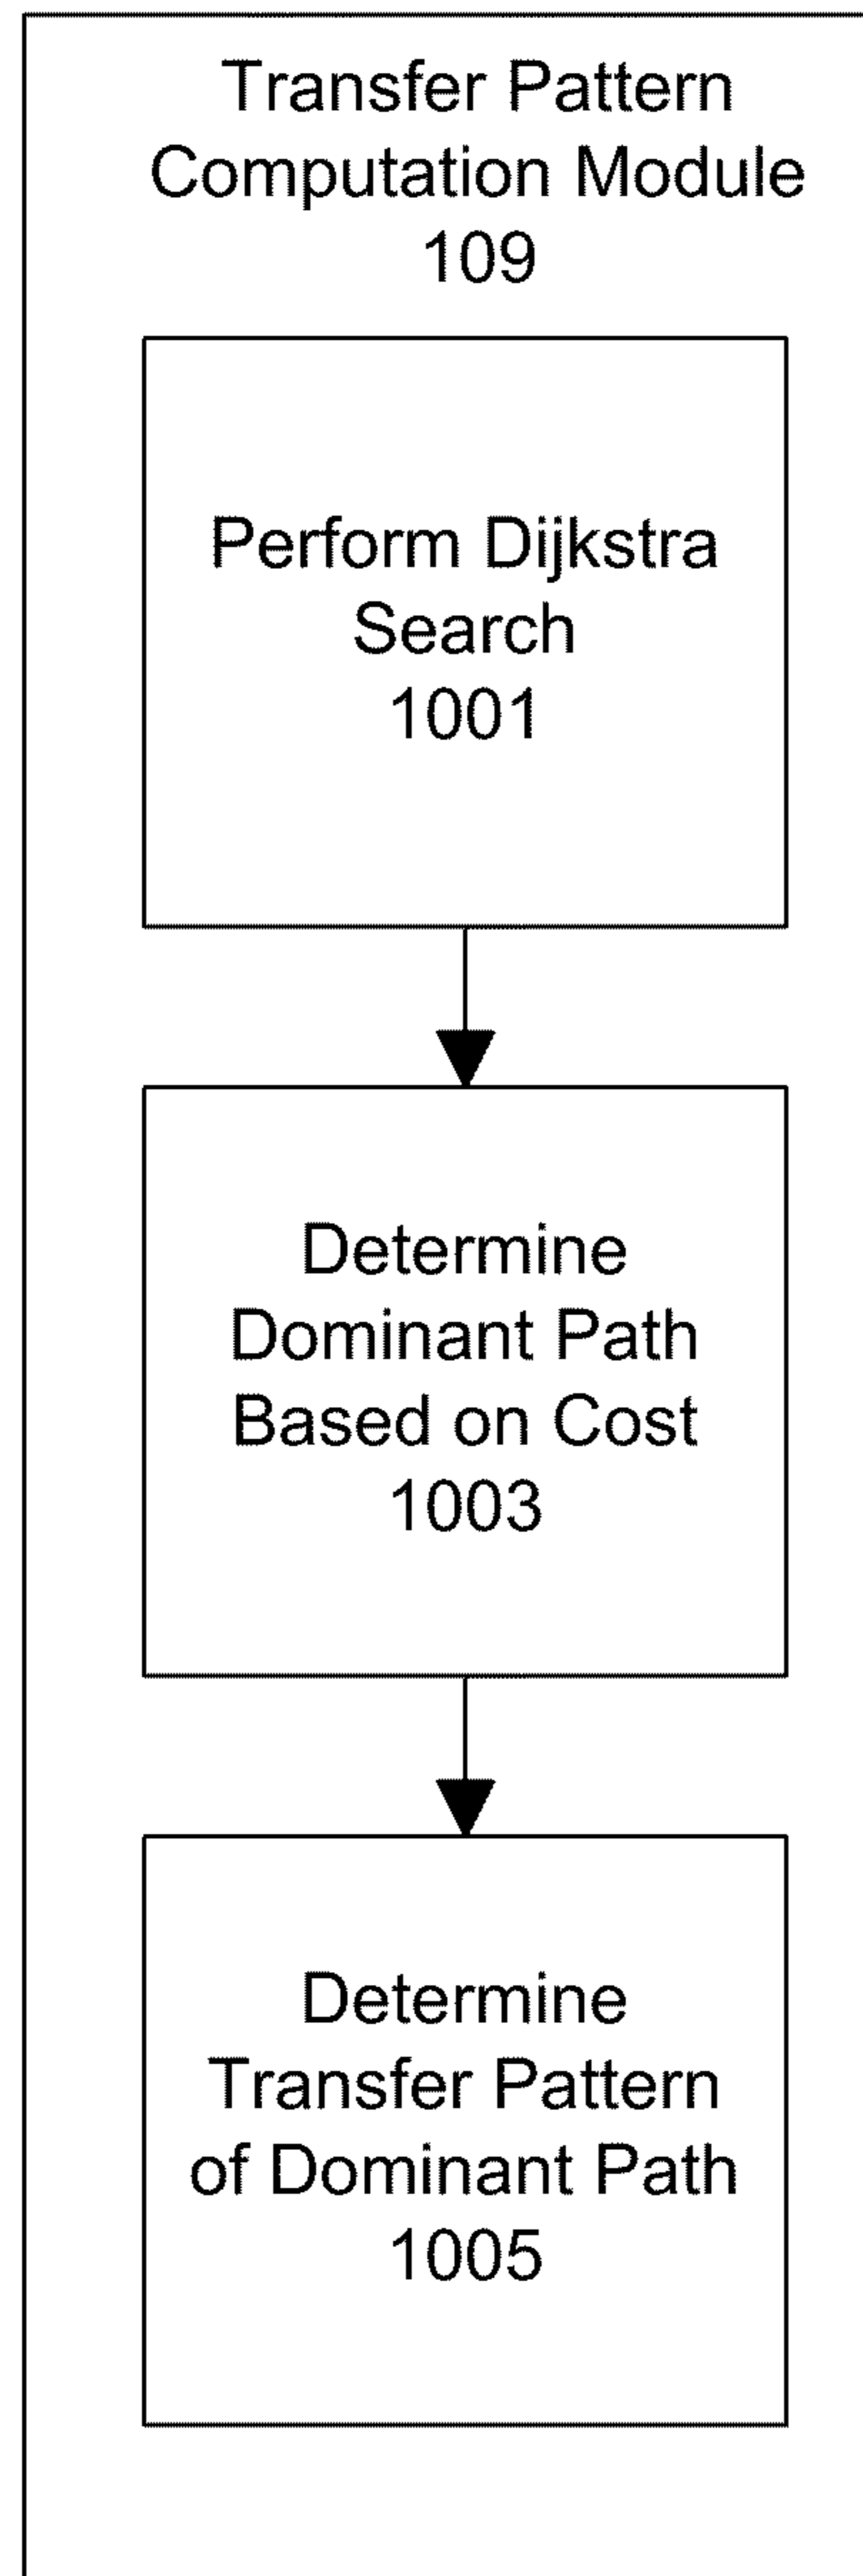 Transfer Pattern
Computation Module
109
Perform Dijkstra
Search
1001
Determine
Dominant Path
Based on Cost
1003
Determine
Transfer Pattern
of Dominant Path
1005